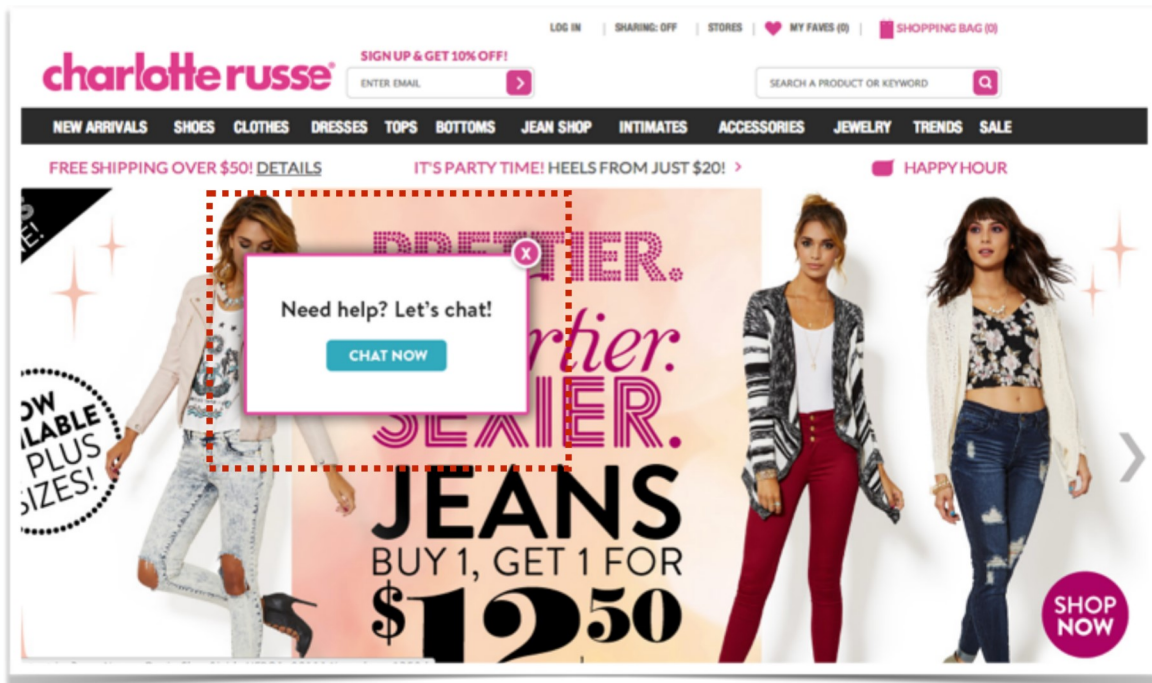 LOG IN | SHARING: OFF | STORES | MY FAVES (0) | SHOPPING BAG (0)
SIGN UP & GET 10% OFF!
charlotte russe
ENTER EMAIL
SEARCH A PRODUCT OR KEYWORD
NEW ARRIVALS SHOES CLOTHES DRESSES TOPS BOTTOMS JEAN SHOP INTIMATES ACCESSORIES JEWELRY TRENDS SALE
FREE SHIPPING OVER $50! DETAILS
IT'S PARTY TIME! HEELS FROM JUST $20! >
HAPPY HOUR
X
Need help? Let's chat!
CHAT NOW
SEXIER.
JEANS
BUY 1, GET 1 FOR
$12.50
PLUS
SIZES!
SHOP
NOW